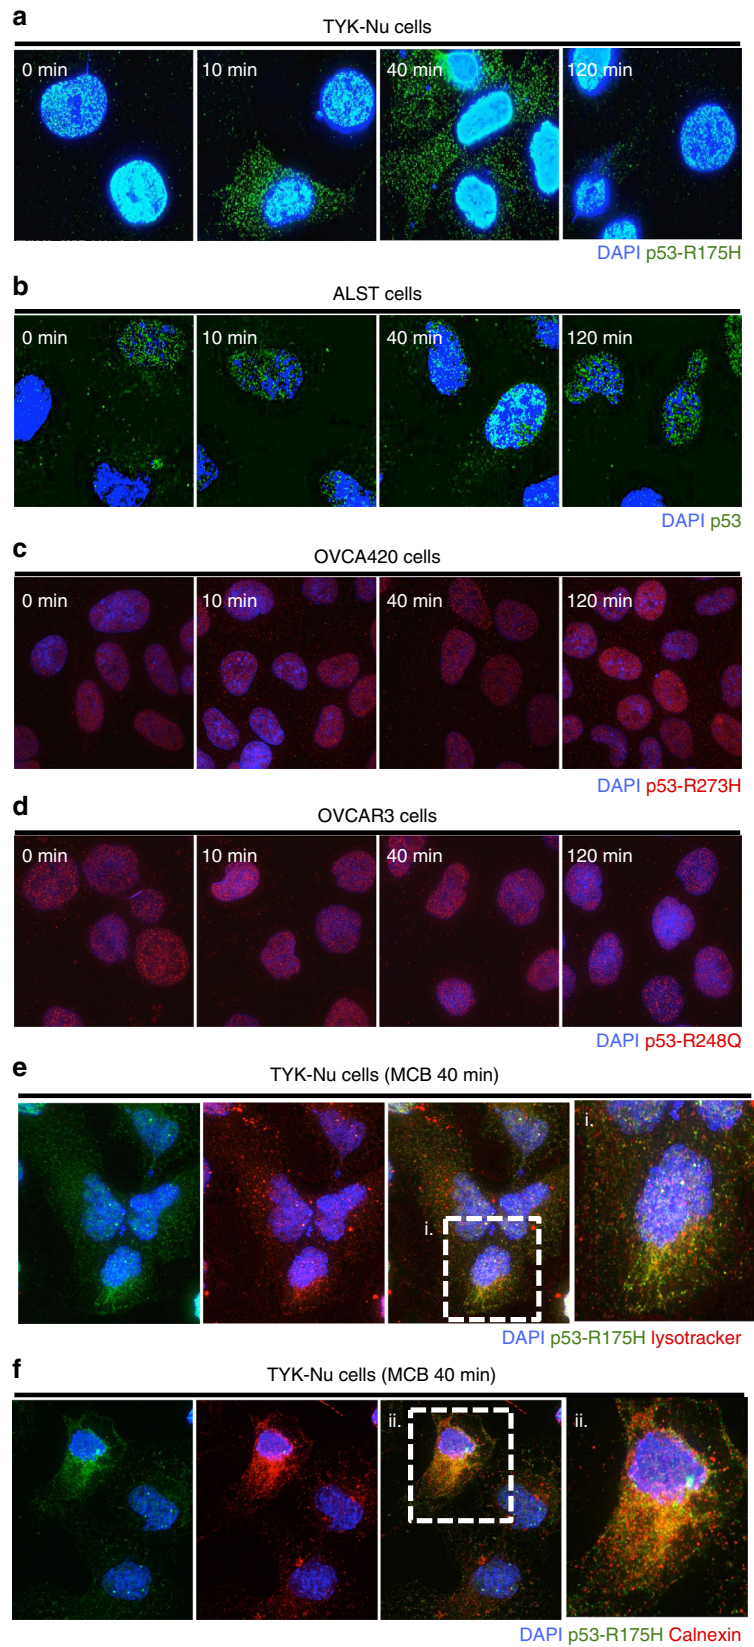 a
TYK-Nu cells
0 min 10 min 40 min 120 min
DAPI p53-R175H
b
ALST cells
0 min 10 min 40 min 120 min
DAPI p53
c
OVCA420 cells
0 min 10 min 40 min 120 min
DAPI p53-R273H
d
OVCAR3 cells
0 min 10 min 40 min 120 min
DAPI p53-R248Q
e
TYK-Nu cells (MCB 40 min)
i.
i.
DAPI p53-R175H lysotracker
f
TYK-Nu cells (MCB 40 min)
ii. ii.
DAPI p53-R175H Calnexin